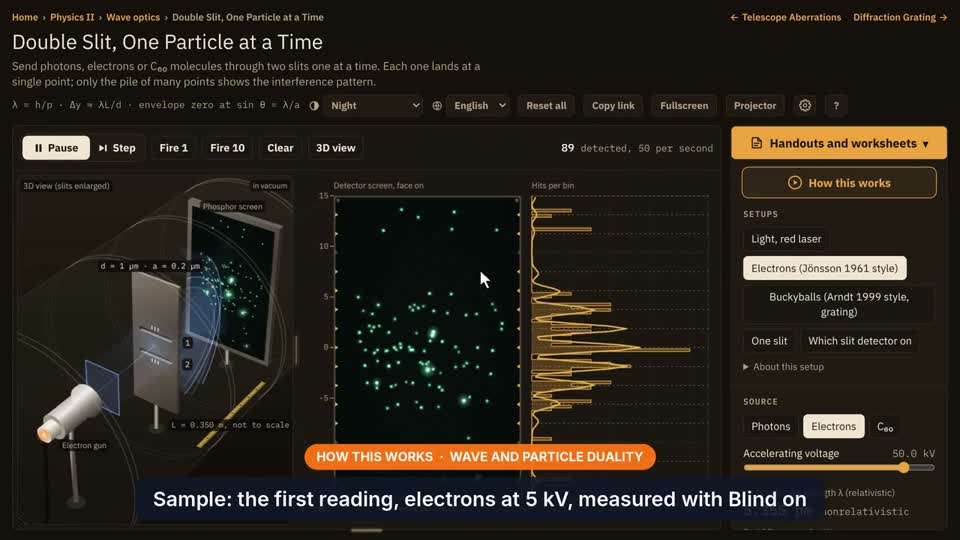 Home › Physics II › Wave optics › Double Slit, One Particle at a Time
← Telescope Aberrations Diffraction Grating →
Double Slit, One Particle at a Time
Send photons, electrons or C₆₀ molecules through two slits one at a time. Each one lands at a
single point; only the pile of many points shows the interference pattern.
λ = h/p · Δy ≈ λL/d · envelope zero at sin θ = λ/a
Night
English
Reset all
Copy link
Fullscreen
Projector
?
Pause
Step
Fire 1
Fire 10
Clear
3D view
89 detected, 50 per second
3D view (slits enlarged)
in vacuum
Phosphor screen
d = 1 μm · a = 0.2 μm
1
2
L = 0.350 m, not to scale
Electron gun
Detector screen, face on
Hits per bin
15
10
5
0
-5
Handouts and worksheets ▾
How this works
SETUPS
Light, red laser
Electrons (Jönsson 1961 style)
Buckyballs (Arndt 1999 style,
grating)
One slit
Which slit detector on
▶ About this setup
SOURCE
Photons
Electrons
C₆₀
Accelerating voltage 50.0 kV
λ (relativistic)
nonrelativistic
HOW THIS WORKS · WAVE AND PARTICLE DUALITY
Sample: the first reading, electrons at 5 kV, measured with Blind on